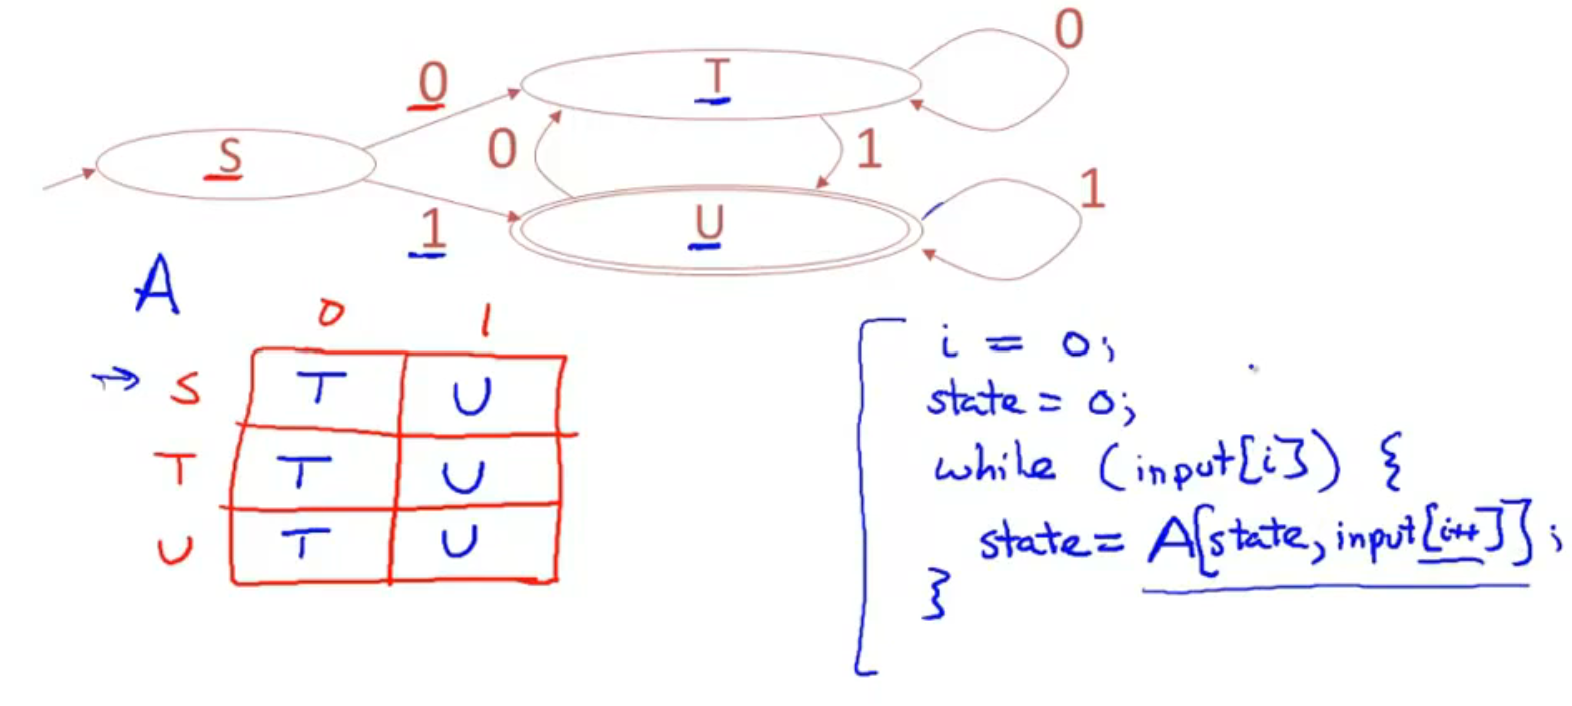 0
T
0
S
0
1
1
1
U
A
0 1
S T U
T T U
U T U
i = 0;
state = 0;
while (input[i]) {
state = A[state, input[i++]];
}